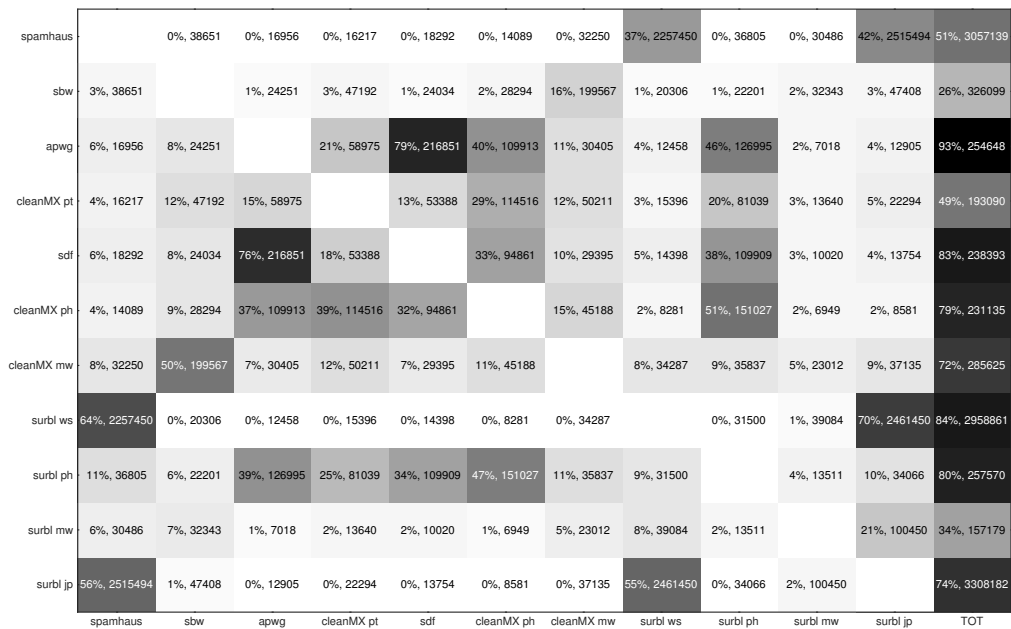 spamhaus 0%, 38651 0%, 16956 0%, 16217 0%, 18292 0%, 14089 0%, 32250 37%, 2257450 0%, 36805 0%, 30486 42%, 2515494 51%, 3057139
sbw 3%, 38651 1%, 24251 3%, 47192 1%, 24034 2%, 28294 16%, 199567 1%, 20306 1%, 22201 2%, 32343 3%, 47408 26%, 326099
apwg 6%, 16956 8%, 24251 21%, 58975 79%, 216851 40%, 109913 11%, 30405 4%, 12458 46%, 126995 2%, 7018 4%, 12905 93%, 254648
cleanMX pt 4%, 16217 12%, 47192 15%, 58975 13%, 53388 29%, 114516 12%, 50211 3%, 15396 20%, 81039 3%, 13640 5%, 22294 49%, 193090
sdf 6%, 18292 8%, 24034 76%, 216851 18%, 53388 33%, 94861 10%, 29395 5%, 14398 38%, 109909 3%, 10020 4%, 13754 83%, 238393
cleanMX ph 4%, 14089 9%, 28294 37%, 109913 39%, 114516 32%, 94861 15%, 45188 2%, 8281 51%, 151027 2%, 6949 2%, 8581 79%, 231135
cleanMX mw 8%, 32250 50%, 199567 7%, 30405 12%, 50211 7%, 29395 11%, 45188 8%, 34287 9%, 35837 5%, 23012 9%, 37135 72%, 285625
surbl ws 64%, 2257450 0%, 20306 0%, 12458 0%, 15396 0%, 14398 0%, 8281 0%, 34287 0%, 31500 1%, 39084 70%, 2461450 84%, 2958861
surbl ph 11%, 36805 6%, 22201 39%, 126995 25%, 81039 34%, 109909 47%, 151027 11%, 35837 9%, 31500 4%, 13511 10%, 34066 80%, 257570
surbl mw 6%, 30486 7%, 32343 1%, 7018 2%, 13640 2%, 10020 1%, 6949 5%, 23012 8%, 39084 2%, 13511 21%, 100450 34%, 157179
surbl jp 56%, 2515494 1%, 47408 0%, 12905 0%, 22294 0%, 13754 0%, 8581 0%, 37135 55%, 2461450 0%, 34066 2%, 100450 74%, 3308182
spamhaus sbw apwg cleanMX pt sdf cleanMX ph cleanMX mw surbl ws surbl ph surbl mw surbl jp TOT